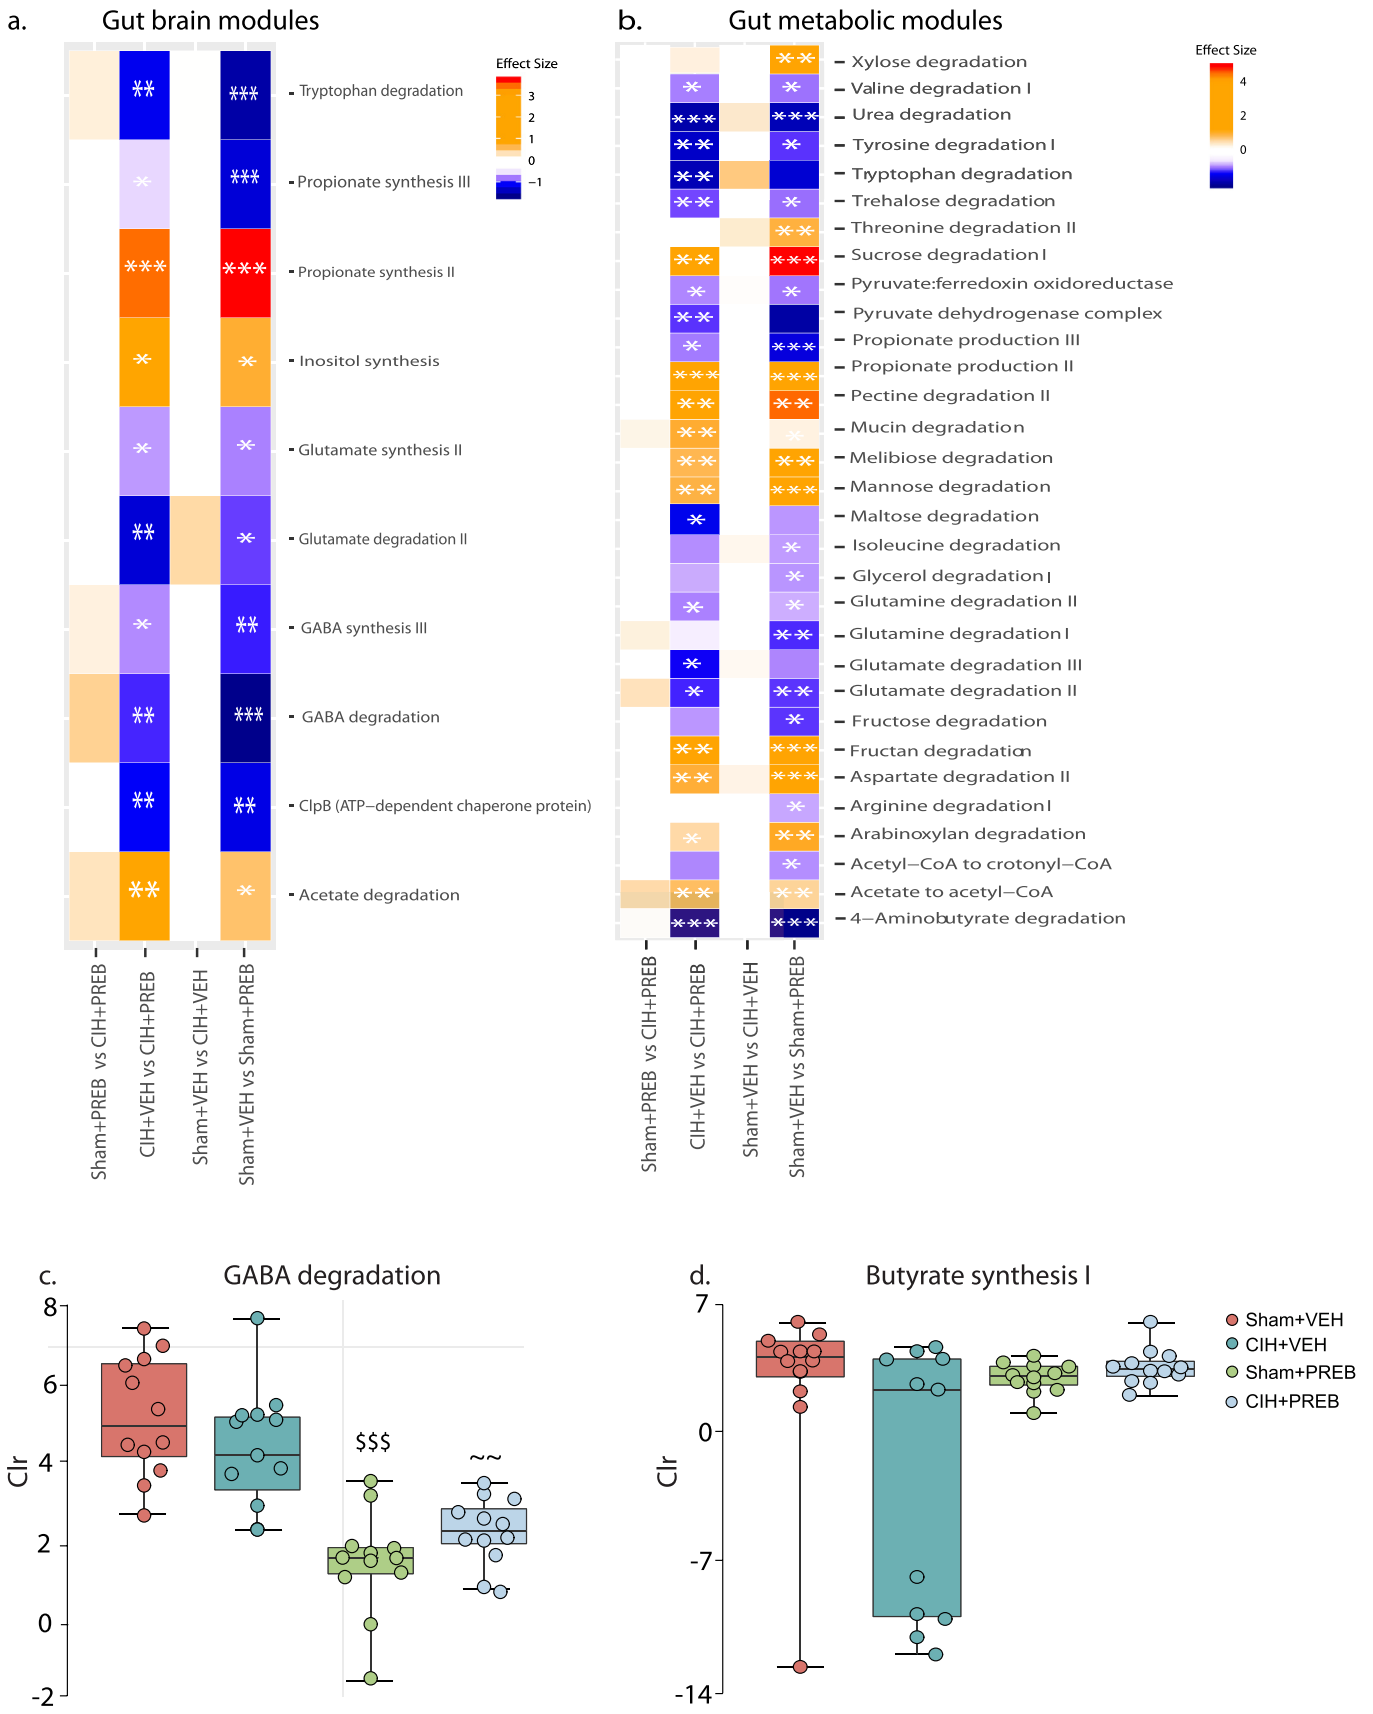 a.
Gut brain modules
Effect Size
3
2
1
0
−1
** *** Tryptophan degradation
* *** Propionate synthesis III
*** *** Propionate synthesis II
* * Inositol synthesis
* * Glutamate synthesis II
** * Glutamate degradation II
* ** GABA synthesis III
** *** GABA degradation
** ** ClpB (ATP−dependent chaperone protein)
** * Acetate degradation
Sham+PREB vs CIH+PREB
CIH+VEH vs CIH+PREB
Sham+VEH vs CIH+VEH
Sham+VEH vs Sham+PREB
b.
Gut metabolic modules
Effect Size
4
2
0
** Xylose degradation
* * Valine degradation I
*** *** Urea degradation
** * Tyrosine degradation I
** Tryptophan degradation
** * Trehalose degradation
** Threonine degradation II
** *** Sucrose degradation I
* * Pyruvate:ferredoxin oxidoreductase
** Pyruvate dehydrogenase complex
* *** Propionate production III
*** *** Propionate production II
** ** Pectine degradation II
** * Mucin degradation
** ** Melibiose degradation
** *** Mannose degradation
* Maltose degradation
* Isoleucine degradation
* Glycerol degradation I
* * Glutamine degradation II
** Glutamine degradation I
* Glutamate degradation III
* ** Glutamate degradation II
* Fructose degradation
** *** Fructan degradation
** *** Aspartate degradation II
* Arginine degradation I
* ** Arabinoxylan degradation
* Acetyl−CoA to crotonyl−CoA
** ** Acetate to acetyl−CoA
*** *** 4−Aminobutyrate degradation
Sham+PREB vs CIH+PREB
CIH+VEH vs CIH+PREB
Sham+VEH vs CIH+VEH
Sham+VEH vs Sham+PREB
c.
GABA degradation
Clr
8
6
4
2
0
-2
$$$
~~
d.
Butyrate synthesis I
Clr
7
0
-7
-14
Sham+VEH
CIH+VEH
Sham+PREB
CIH+PREB